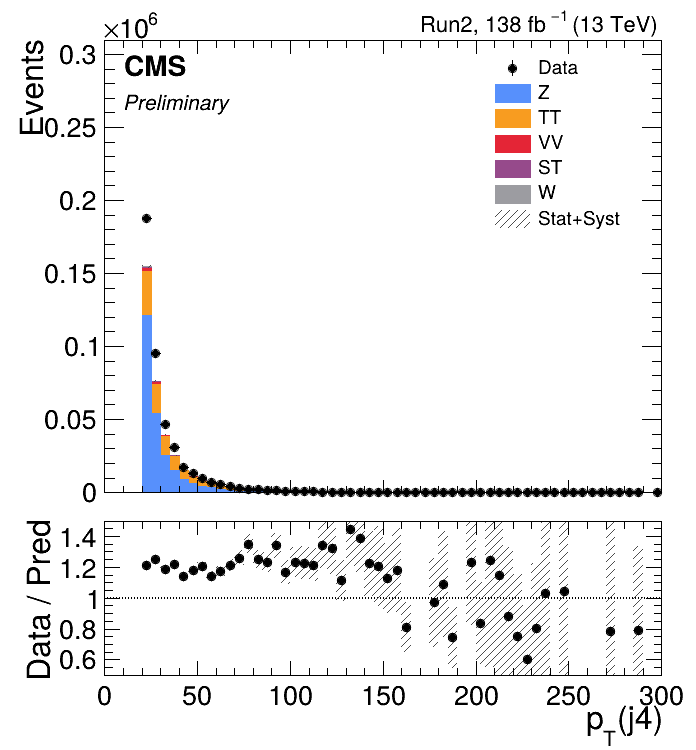 ×10⁶
Run2, 138 fb⁻¹ (13 TeV)
CMS
Preliminary
Events
0.3
0.25
0.2
0.15
0.1
0.05
0
Data
Z
TT
VV
ST
W
Stat+Syst
Data / Pred
1.4
1.2
1
0.8
0.6
0 50 100 150 200 250 300
p_T(j4)